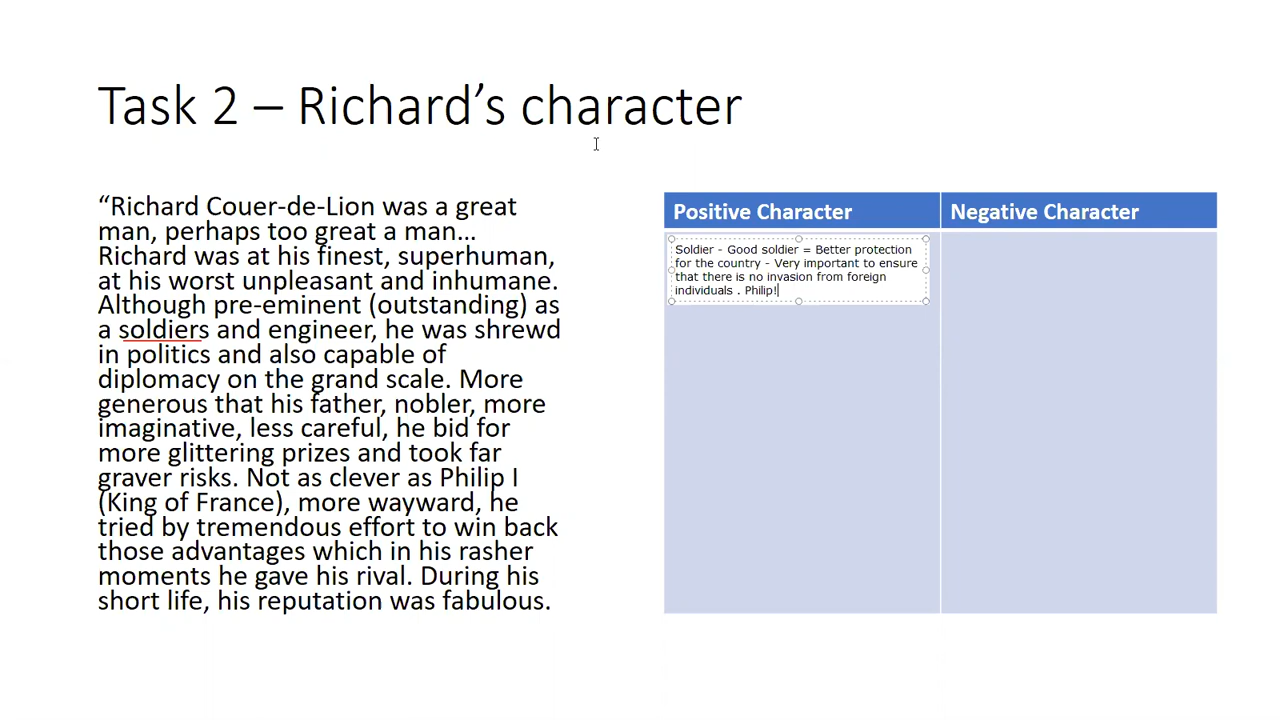 Task 2 – Richard's character
“Richard Couer-de-Lion was a great
man, perhaps too great a man…
Richard was at his finest, superhuman,
at his worst unpleasant and inhumane.
Although pre-eminent (outstanding) as
a soldiers and engineer, he was shrewd
in politics and also capable of
diplomacy on the grand scale. More
generous that his father, nobler, more
imaginative, less careful, he bid for
more glittering prizes and took far
graver risks. Not as clever as Philip I
(King of France), more wayward, he
tried by tremendous effort to win back
those advantages which in his rasher
moments he gave his rival. During his
short life, his reputation was fabulous.
Positive Character
Negative Character
Soldier - Good soldier = Better protection
for the country - Very important to ensure
that there is no invasion from foreign
individuals . Philip!